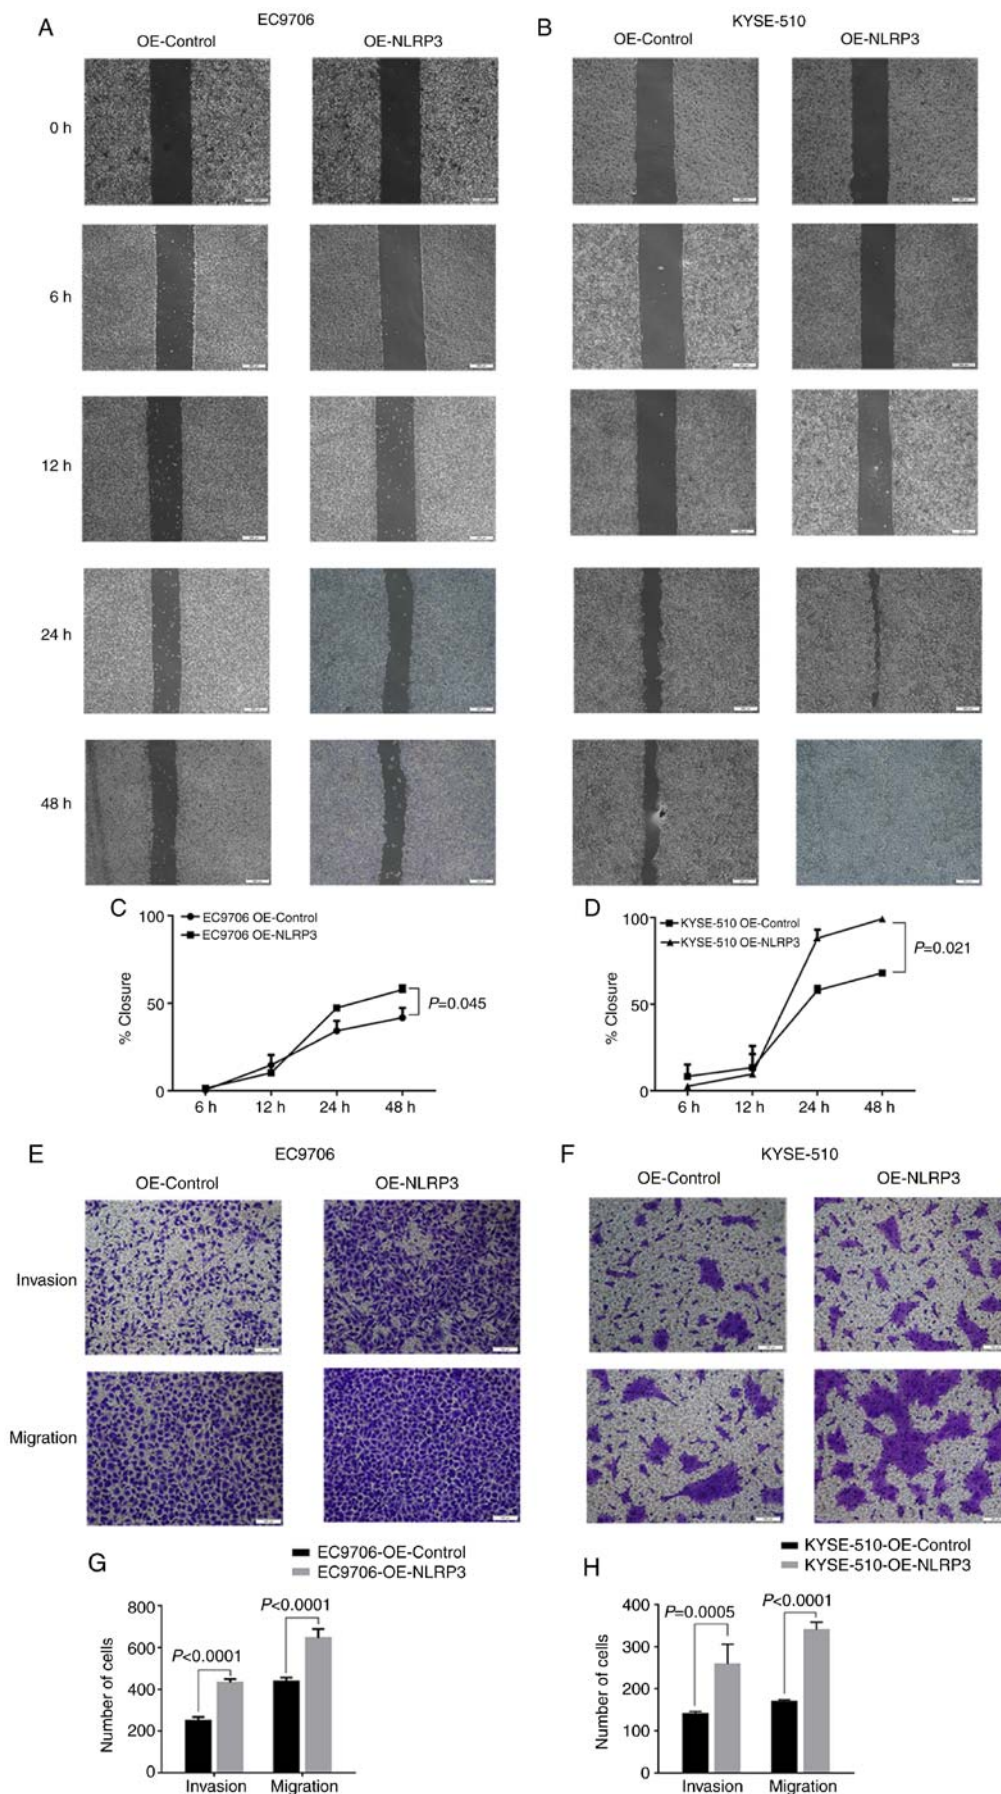 A
EC9706
OE-Control
OE-NLRP3
B
KYSE-510
OE-Control
OE-NLRP3
0 h
6 h
12 h
24 h
48 h
C
100
50
0
% Closure
EC9706 OE-Control
EC9706 OE-NLRP3
P=0.045
6 h 12 h 24 h 48 h
D
100
50
0
% Closure
KYSE-510 OE-Control
KYSE-510 OE-NLRP3
P=0.021
6 h 12 h 24 h 48 h
E
EC9706
OE-Control
OE-NLRP3
F
KYSE-510
OE-Control
OE-NLRP3
Invasion
Migration
G
EC9706-OE-Control
EC9706-OE-NLRP3
800
600
400
200
0
Number of cells
P<0.0001
P<0.0001
Invasion Migration
H
KYSE-510-OE-Control
KYSE-510-OE-NLRP3
400
300
200
100
0
Number of cells
P=0.0005
P<0.0001
Invasion Migration